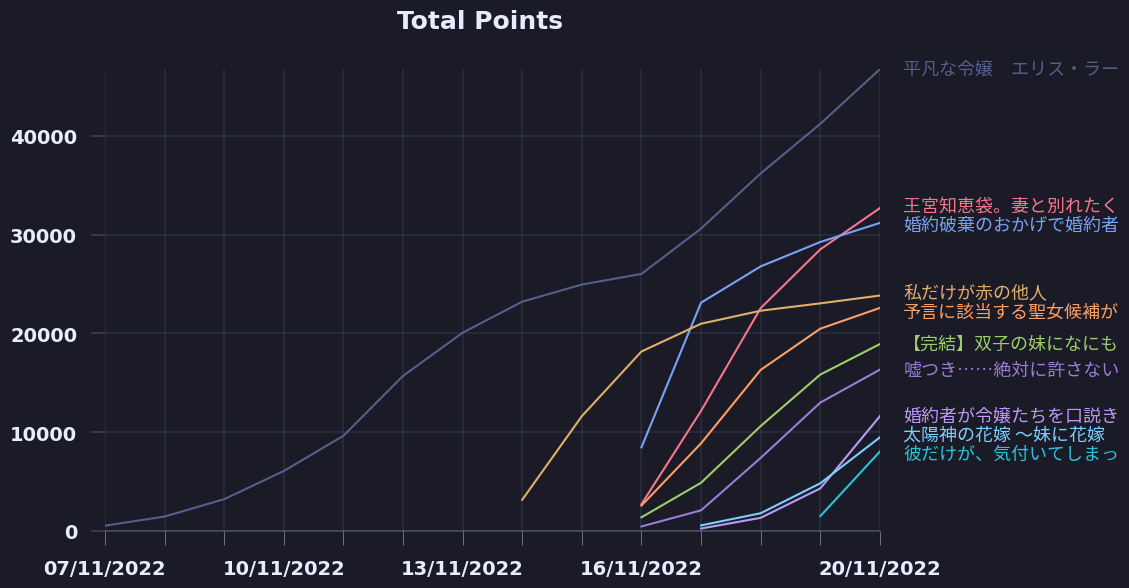 Total Points
平凡な令嬢　エリス・ラー
40000
王宮知恵袋。妻と別れたく
婚約破棄のおかげで婚約者
30000
私だけが赤の他人
予言に該当する聖女候補が
20000
【完結】双子の妹になにも
嘘つき……絶対に許さない
婚約者が令嬢たちを口説き
10000
太陽神の花嫁 〜妹に花嫁
彼だけが、気付いてしまっ
0
07/11/2022
10/11/2022
13/11/2022
16/11/2022
20/11/2022